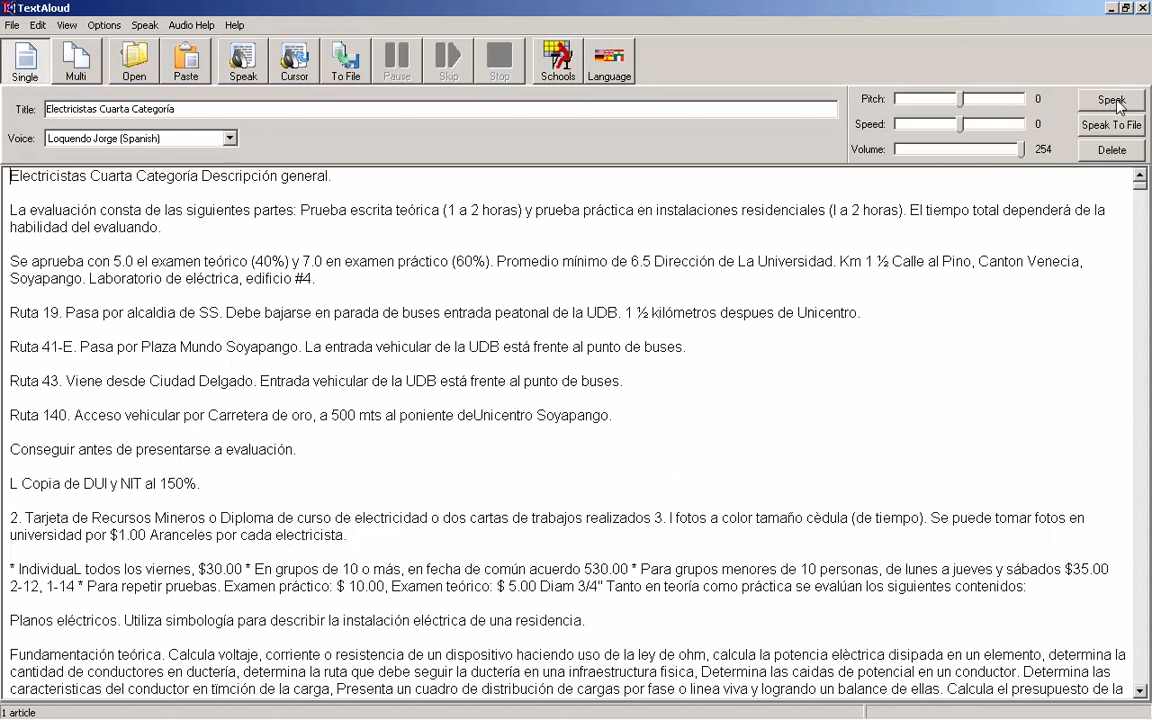 TextAloud
File Edit View Options Speak Audio Help Help
Single Multi Open Paste Speak Cursor To File Pause Skip Stop Schools Language
Title: Electricistas Cuarta Categoría
Voice: Loquendo Jorge (Spanish)
Pitch: 0 Speak
Speed: 0 Speak To File
Volume: 254 Delete
Electricistas Cuarta Categoría Descripción general.
La evaluación consta de las siguientes partes: Prueba escrita teórica (1 a 2 horas) y prueba práctica en instalaciones residenciales (l a 2 horas). El tiempo total dependerá de la
habilidad del evaluando.
Se aprueba con 5.0 el examen teórico (40%) y 7.0 en examen práctico (60%). Promedio mínimo de 6.5 Dirección de La Universidad. Km 1 ½ Calle al Pino, Canton Venecia,
Soyapango. Laboratorio de eléctrica, edificio #4.
Ruta 19. Pasa por alcaldia de SS. Debe bajarse en parada de buses entrada peatonal de la UDB. 1 ½ kilómetros despues de Unicentro.
Ruta 41-E. Pasa por Plaza Mundo Soyapango. La entrada vehicular de la UDB está frente al punto de buses.
Ruta 43. Viene desde Ciudad Delgado. Entrada vehicular de la UDB está frente al punto de buses.
Ruta 140. Acceso vehicular por Carretera de oro, a 500 mts al poniente deUnicentro Soyapango.
Conseguir antes de presentarse a evaluación.
L Copia de DUI y NIT al 150%.
2. Tarjeta de Recursos Mineros o Diploma de curso de electricidad o dos cartas de trabajos realizados 3. l fotos a color tamaño cèdula (de tiempo). Se puede tomar fotos en
universidad por $1.00 Aranceles por cada electricista.
* IndividuaL todos los viernes, $30.00 * En grupos de 10 o más, en fecha de común acuerdo 530.00 * Para grupos menores de 10 personas, de lunes a jueves y sábados $35.00
2-12, 1-14 * Para repetir pruebas. Examen práctico: $ 10.00, Examen teórico: $ 5.00 Diam 3/4" Tanto en teoría como práctica se evalúan los siguientes contenidos:
Planos eléctricos. Utiliza simbología para describir la instalación eléctrica de una residencia.
Fundamentación teórica. Calcula voltaje, corriente o resistencia de un dispositivo haciendo uso de la ley de ohm, calcula la potencia elèctrica disipada en un elemento, determina la
cantidad de conductores en ductería, determina la ruta que debe seguir la ductería en una infraestructura fisica, Determina las caidas de potencial en un conductor. Determina las
caracteristicas del conductor en tïmción de la carga, Presenta un cuadro de distribución de cargas por fase o linea viva y logrando un balance de ellas. Calcula el presupuesto de la
1 article